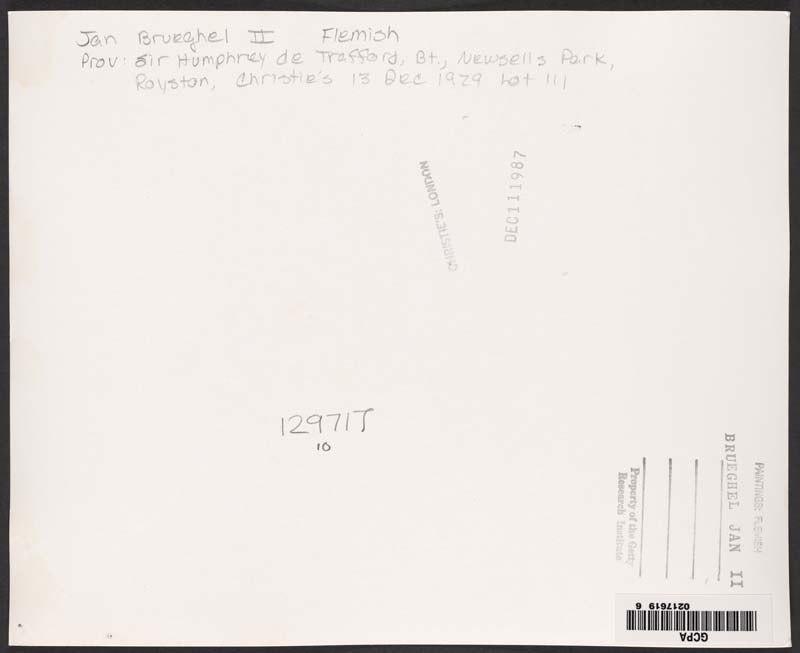 Jan Brueghel II Flemish
Prov: Sir Humphrey de Trafford, Bt., Newsells Park,
Royston, Christie's 13 Dec 1929 Lot 111
CHRISTIE'S: LONDON
DEC 11 1987
12971T
10
PAINTINGS: FLEMISH
BRUEGHEL JAN II
Property of the Getty
Research Institute
GCPA
0217619 6